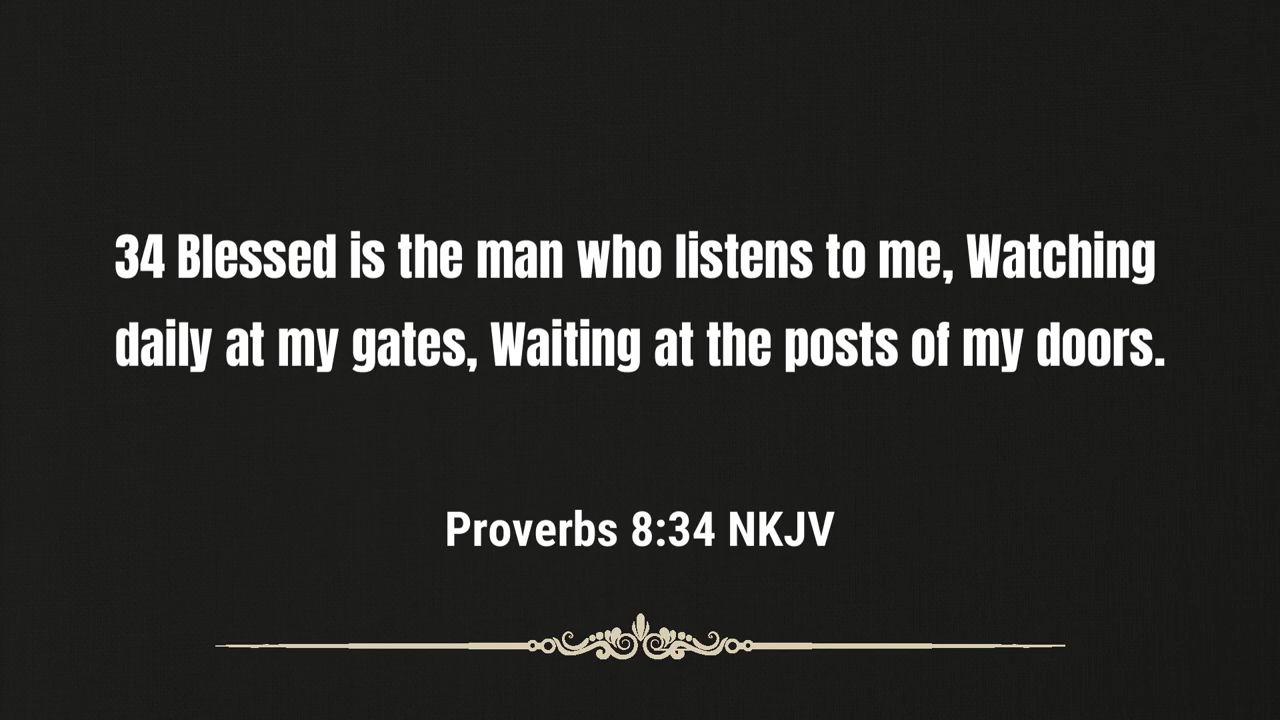 34 Blessed is the man who listens to me, Watching
daily at my gates, Waiting at the posts of my doors.
Proverbs 8:34 NKJV